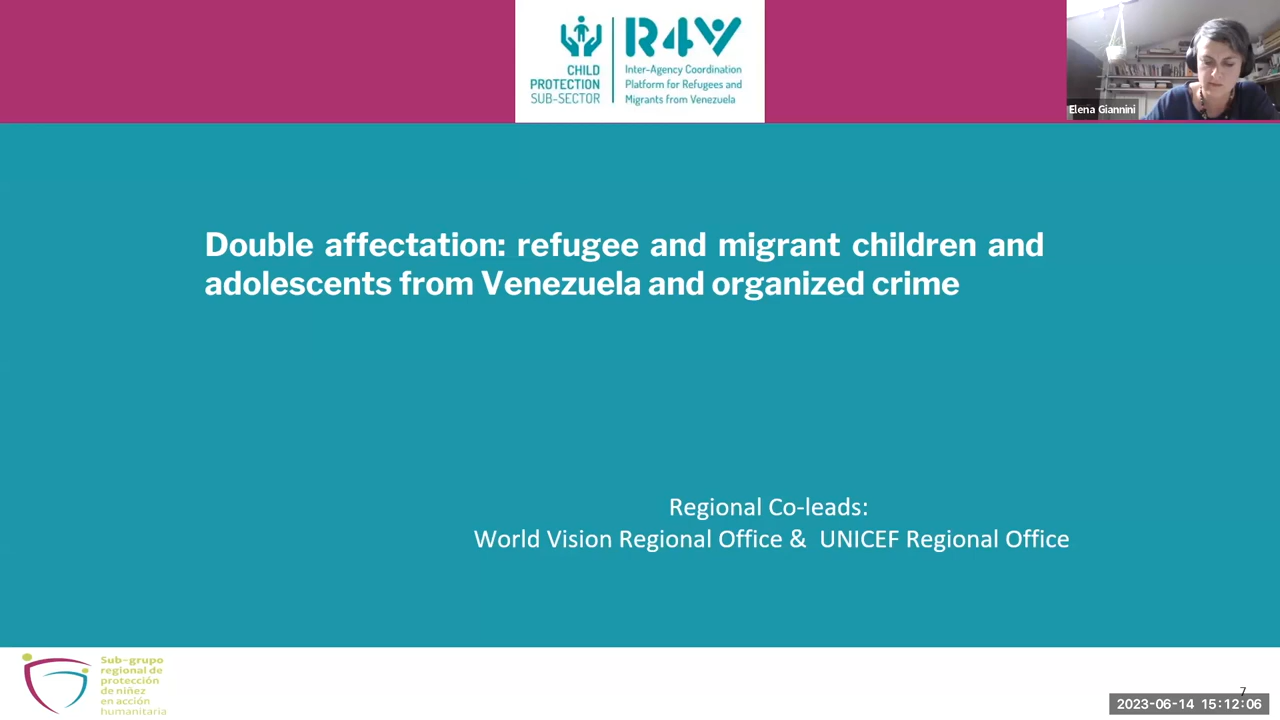 CHILD
PROTECTION
SUB-SECTOR
R4V
Inter-Agency Coordination
Platform for Refugees and
Migrants from Venezuela
Elena Giannini
Double affectation: refugee and migrant children and
adolescents from Venezuela and organized crime
Regional Co-leads:
World Vision Regional Office & UNICEF Regional Office
Sub-grupo
regional de
protección
de niñez
en acción
humanitaria
7
2023-06-14 15:12:06